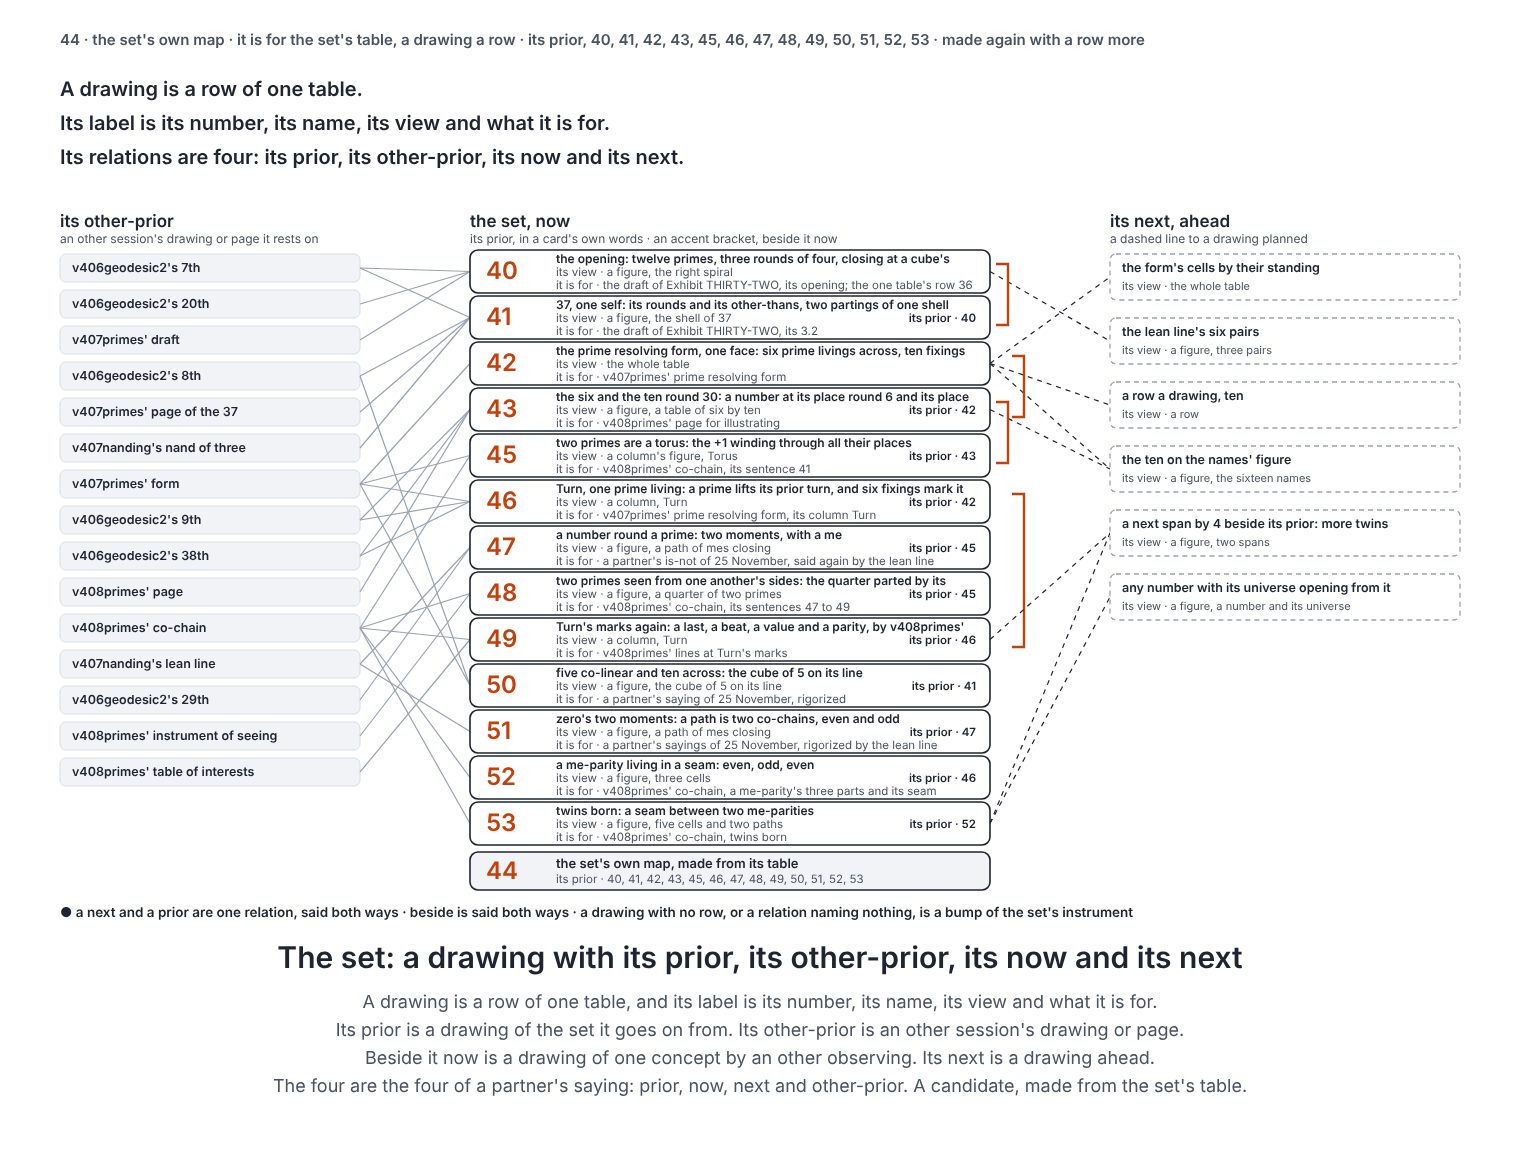 44 · the set's own map · it is for the set's table, a drawing a row · its prior, 40, 41, 42, 43, 45, 46, 47, 48, 49, 50, 51, 52, 53 · made again with a row more
A drawing is a row of one table.
Its label is its number, its name, its view and what it is for.
Its relations are four: its prior, its other-prior, its now and its next.
its other-prior
an other session's drawing or page it rests on
v406geodesic2's 7th
v406geodesic2's 20th
v407primes' draft
v406geodesic2's 8th
v407primes' page of the 37
v407nanding's nand of three
v407primes' form
v406geodesic2's 9th
v406geodesic2's 38th
v408primes' page
v408primes' co-chain
v407nanding's lean line
v406geodesic2's 29th
v408primes' instrument of seeing
v408primes' table of interests
the set, now
its prior, in a card's own words · an accent bracket, beside it now
40
the opening: twelve primes, three rounds of four, closing at a cube's
its view · a figure, the right spiral
it is for · the draft of Exhibit THIRTY-TWO, its opening; the one table's row 36
41
37, one self: its rounds and its other-thans, two partings of one shell
its view · a figure, the shell of 37
its prior · 40
it is for · the draft of Exhibit THIRTY-TWO, its 3.2
42
the prime resolving form, one face: six prime livings across, ten fixings
its view · the whole table
it is for · v407primes' prime resolving form
43
the six and the ten round 30: a number at its place round 6 and its place
its view · a figure, a table of six by ten
its prior · 42
it is for · v408primes' page for illustrating
45
two primes are a torus: the +1 winding through all their places
its view · a column's figure, Torus
its prior · 43
it is for · v408primes' co-chain, its sentence 41
46
Turn, one prime living: a prime lifts its prior turn, and six fixings mark it
its view · a column, Turn
its prior · 42
it is for · v407primes' prime resolving form, its column Turn
47
a number round a prime: two moments, with a me
its view · a figure, a path of mes closing
its prior · 45
it is for · a partner's is-not of 25 November, said again by the lean line
48
two primes seen from one another's sides: the quarter parted by its
its view · a figure, a quarter of two primes
its prior · 45
it is for · v408primes' co-chain, its sentences 47 to 49
49
Turn's marks again: a last, a beat, a value and a parity, by v408primes'
its view · a column, Turn
its prior · 46
it is for · v408primes' lines at Turn's marks
50
five co-linear and ten across: the cube of 5 on its line
its view · a figure, the cube of 5 on its line
its prior · 41
it is for · a partner's saying of 25 November, rigorized
51
zero's two moments: a path is two co-chains, even and odd
its view · a figure, a path of mes closing
its prior · 47
it is for · a partner's sayings of 25 November, rigorized by the lean line
52
a me-parity living in a seam: even, odd, even
its view · a figure, three cells
its prior · 46
it is for · v408primes' co-chain, a me-parity's three parts and its seam
53
twins born: a seam between two me-parities
its view · a figure, five cells and two paths
its prior · 52
it is for · v408primes' co-chain, twins born
44
the set's own map, made from its table
its prior · 40, 41, 42, 43, 45, 46, 47, 48, 49, 50, 51, 52, 53
its next, ahead
a dashed line to a drawing planned
the form's cells by their standing
its view · the whole table
the lean line's six pairs
its view · a figure, three pairs
a row a drawing, ten
its view · a row
the ten on the names' figure
its view · a figure, the sixteen names
a next span by 4 beside its prior: more twins
its view · a figure, two spans
any number with its universe opening from it
its view · a figure, a number and its universe
● a next and a prior are one relation, said both ways · beside is said both ways · a drawing with no row, or a relation naming nothing, is a bump of the set's instrument
The set: a drawing with its prior, its other-prior, its now and its next
A drawing is a row of one table, and its label is its number, its name, its view and what it is for.
Its prior is a drawing of the set it goes on from. Its other-prior is an other session's drawing or page.
Beside it now is a drawing of one concept by an other observing. Its next is a drawing ahead.
The four are the four of a partner's saying: prior, now, next and other-prior. A candidate, made from the set's table.